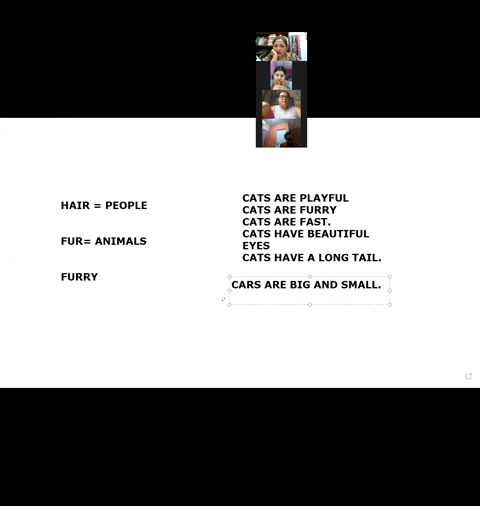 HAIR = PEOPLE
FUR= ANIMALS
FURRY
CATS ARE PLAYFUL
CATS ARE FURRY
CATS ARE FAST.
CATS HAVE BEAUTIFUL
EYES
CATS HAVE A LONG TAIL.
CARS ARE BIG AND SMALL.